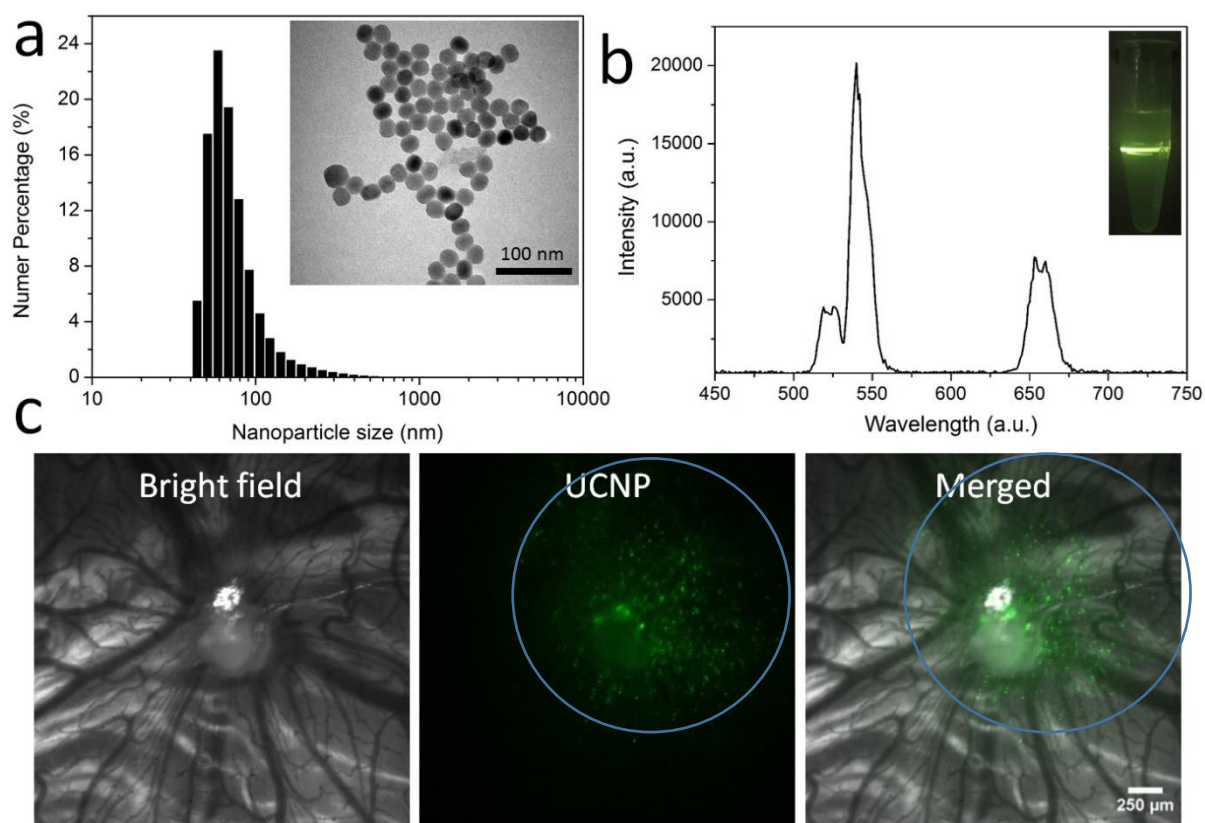 a
24
20
16
12
8
4
0
Numer Percentage (%)
100 nm
10
100
1000
10000
Nanoparticle size (nm)
b
20000
15000
10000
5000
0
Intensity (a.u.)
450
500
550
600
650
700
750
Wavelength (a.u.)
c
Bright field
UCNP
Merged
250 µm